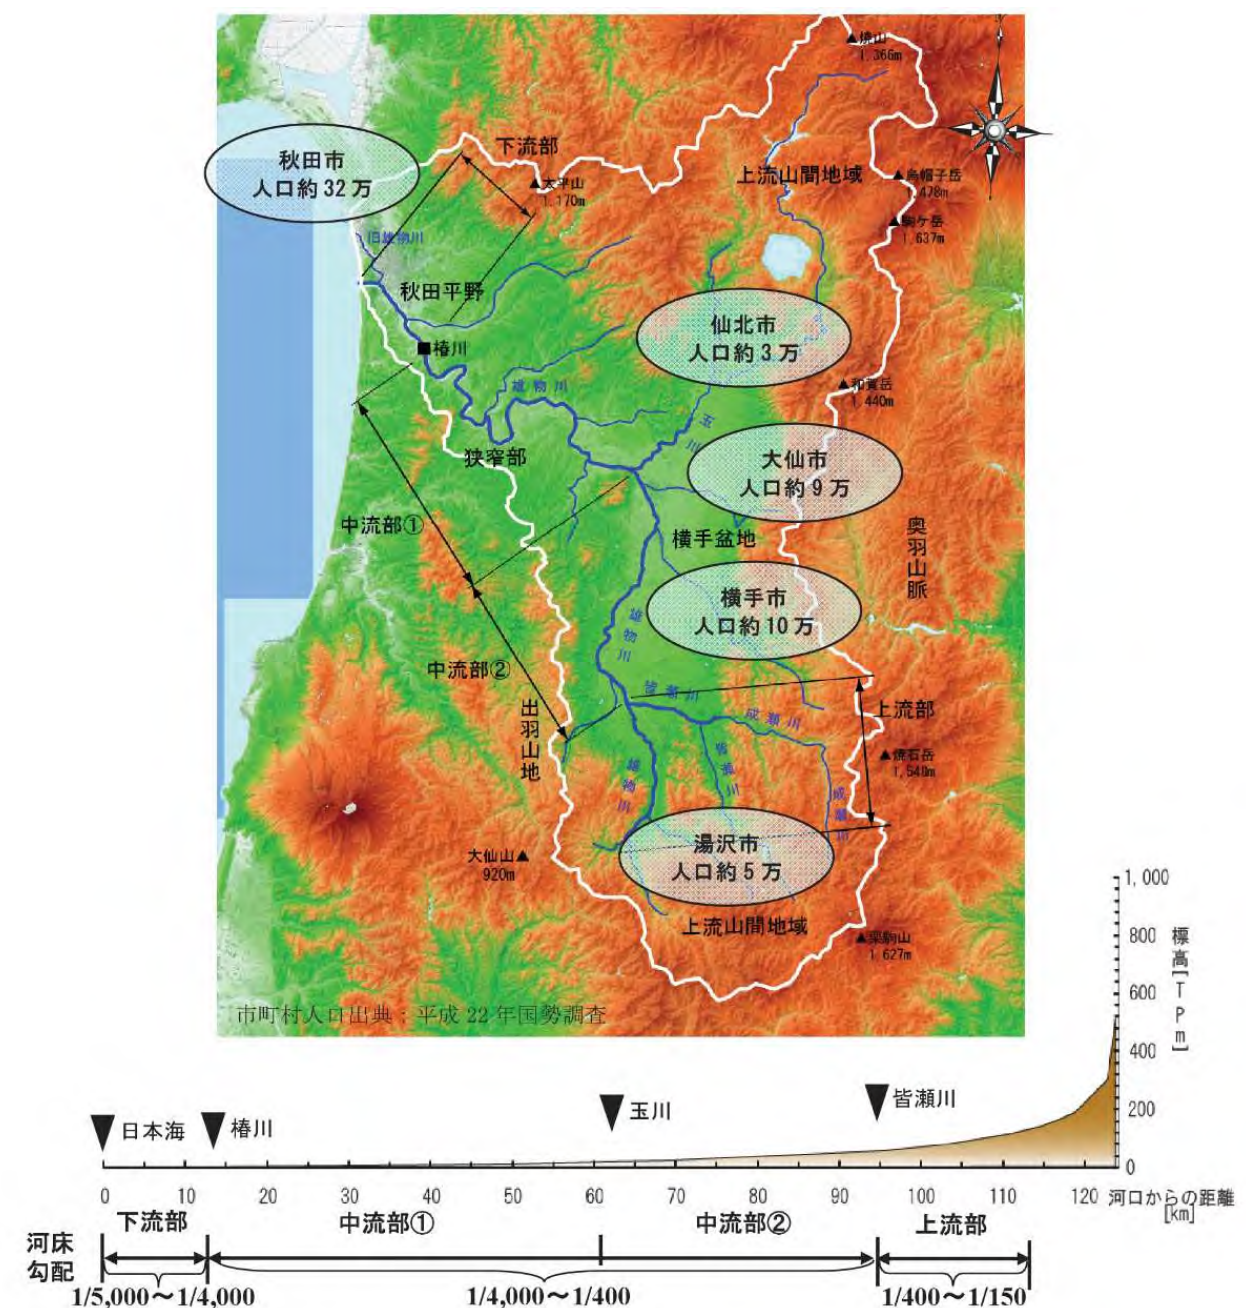 焼山
1,366m
下流部
秋田市
人口約32万
太平山
1,170m
上流山間地域
烏帽子岳
478m
駒ケ岳
1,637m
旧雄物川
秋田平野
仙北市
人口約3万
椿川
雄物川
和賀岳
1,440m
玉川
狭窄部
大仙市
人口約9万
中流部①
横手盆地
奥羽山脈
横手市
人口約10万
雄物川
中流部②
皆瀬川
成瀬川
上流部
出羽山地
焼石岳
1,548m
雄物川
皆瀬川
成瀬川
湯沢市
人口約5万
大仙山
920m
上流山間地域
栗駒山
1,627m
市町村人口出典：平成22年国勢調査
1,000
800
600
400
200
0
標高[TPm]
日本海
椿川
玉川
皆瀬川
0 10 20 30 40 50 60 70 80 90 100 110 120 河口からの距離
[km]
下流部 中流部① 中流部② 上流部
河床
勾配
1/5,000～1/4,000 1/4,000～1/400 1/400～1/150